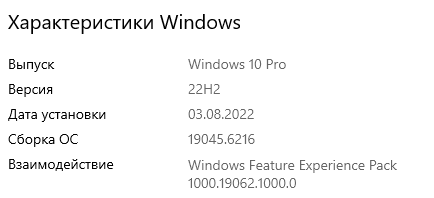 Характеристики Windows
Выпуск Windows 10 Pro
Версия 22H2
Дата установки 03.08.2022
Сборка ОС 19045.6216
Взаимодействие Windows Feature Experience Pack
1000.19062.1000.0